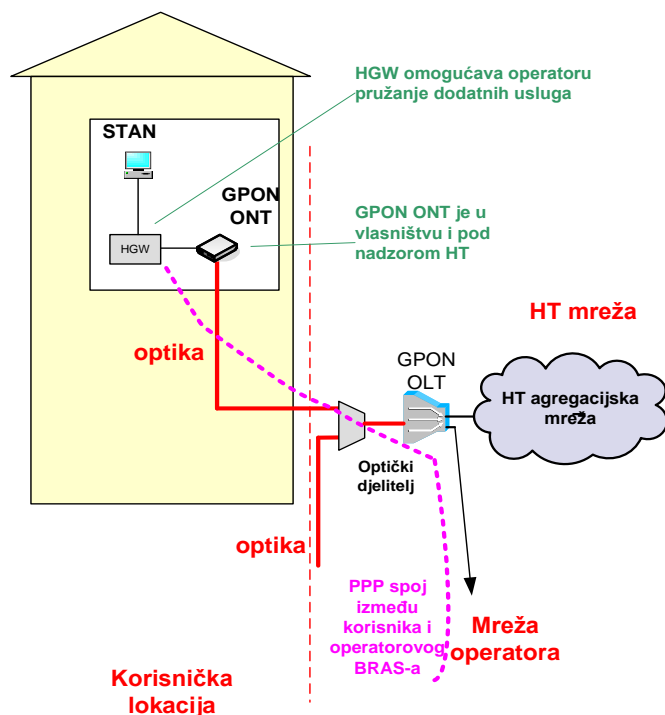 HGW omogućava operatoru
pružanje dodatnih usluga
STAN
GPON
ONT
HGW
GPON ONT je u
vlasništvu i pod
nadzorom HT
HT mreža
optika
GPON
OLT
HT agregacijska
mreža
Optički
djelitelj
optika
PPP spoj
između
korisnika i
operatorovog
BRAS-a
Mreža
operatora
Korisnička
lokacija